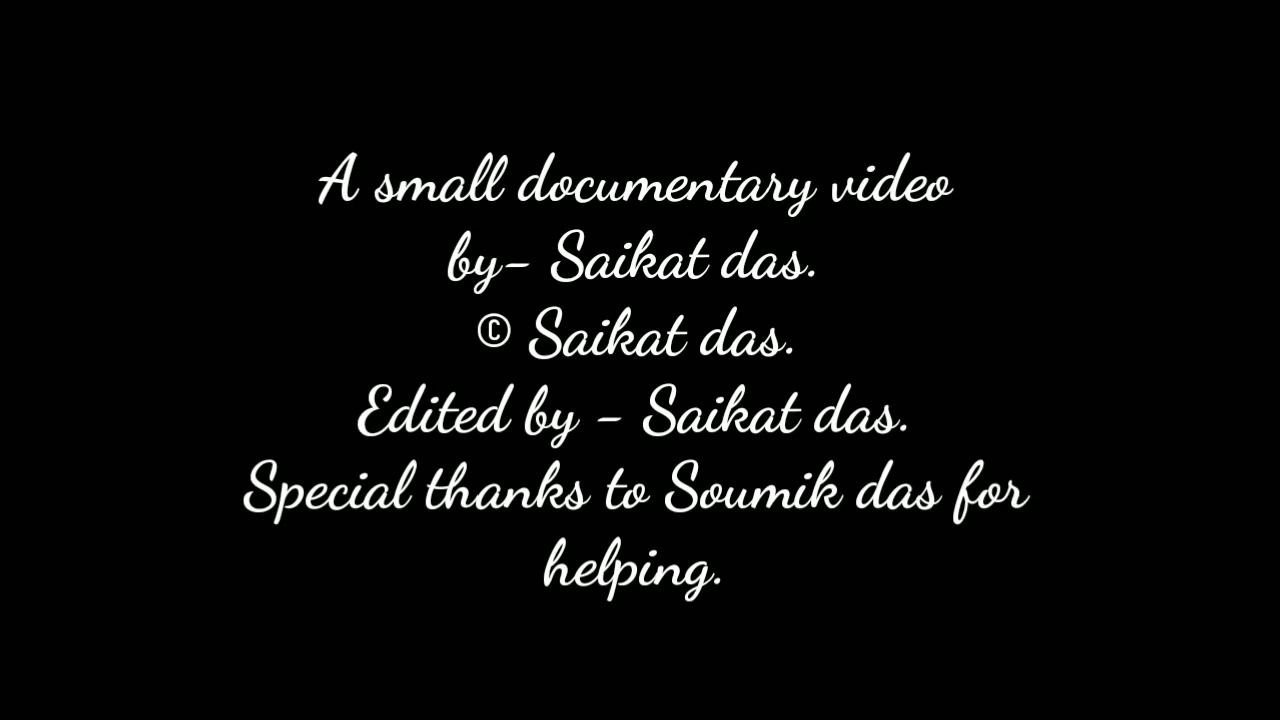 A small documentary video
by- Saikat das.
© Saikat das.
Edited by - Saikat das.
Special thanks to Soumik das for
helping.